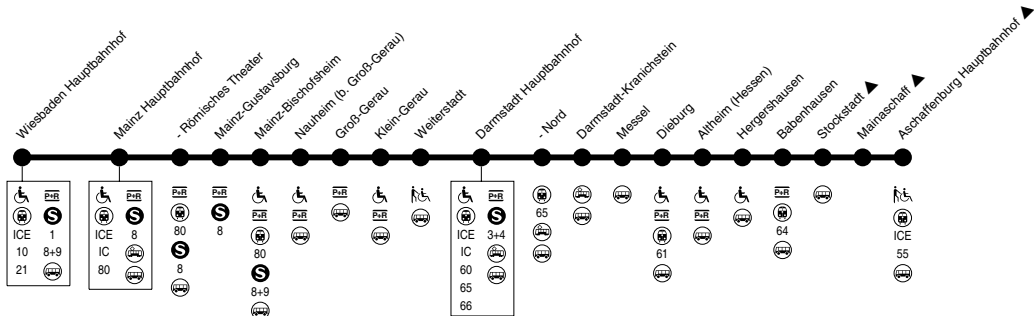 Wiesbaden Hauptbahnhof
Mainz Hauptbahnhof
- Römisches Theater
Mainz-Gustavsburg
Mainz-Bischofsheim
Nauheim (b. Groß-Gerau)
Groß-Gerau
Klein-Gerau
Weiterstadt
Darmstadt Hauptbahnhof
- Nord
Darmstadt-Kranichstein
Messel
Dieburg
Altheim (Hessen)
Hergershausen
Babenhausen
Stockstadt
Mainaschaff
Aschaffenburg Hauptbahnhof
P+R
S
ICE 1
10 8+9
21
P+R
S
ICE 8
IC
80
P+R
80
S
8
P+R
S
8
P+R
80
S
8+9
P+R
P+R
P+R
P+R
S
ICE 3+4
IC
60
65
66
65
P+R
61
P+R
P+R
64
ICE
55